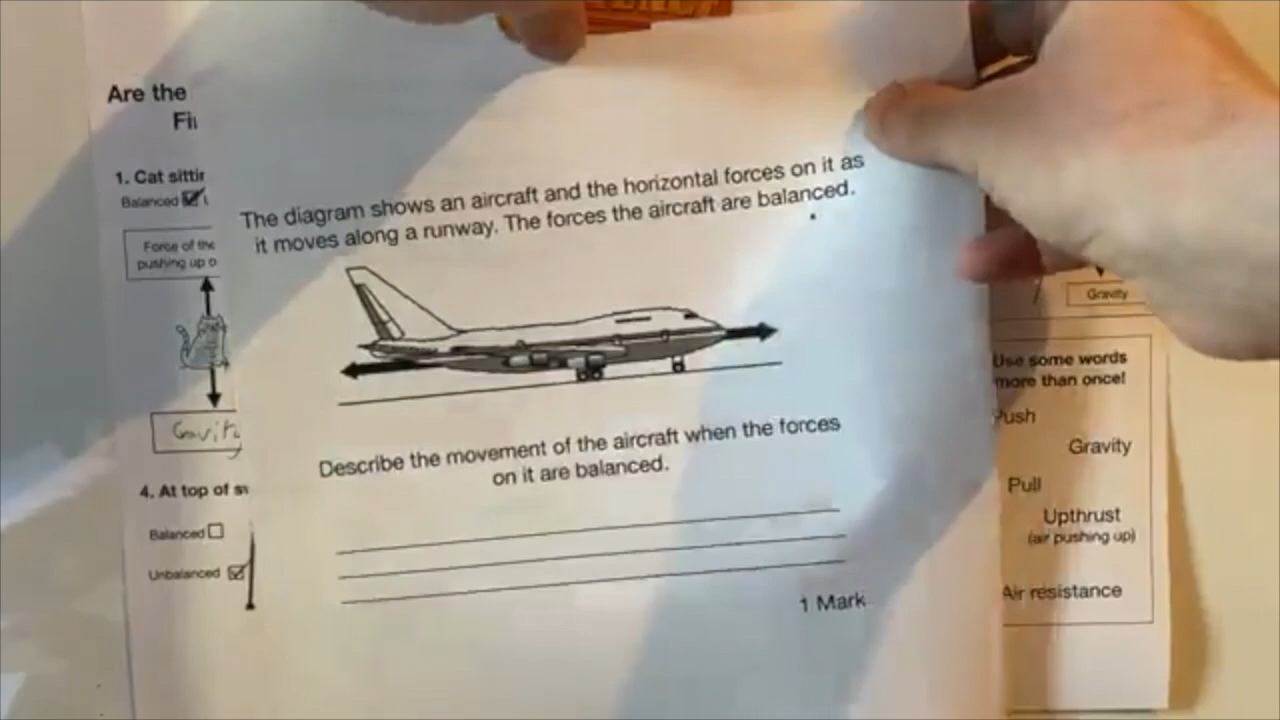 Are the
Fi
1. Cat sittin
Balanced
Force of the
pushing up o
Gavity
4. At top of
Balanced
Unbalanced
The diagram shows an aircraft and the horizontal forces on it as
it moves along a runway. The forces the aircraft are balanced.
Describe the movement of the aircraft when the forces
on it are balanced.
1 Mark
Gravity
Use some words
more than once!
Push
Gravity
Pull
Upthrust
(air pushing up)
Air resistance